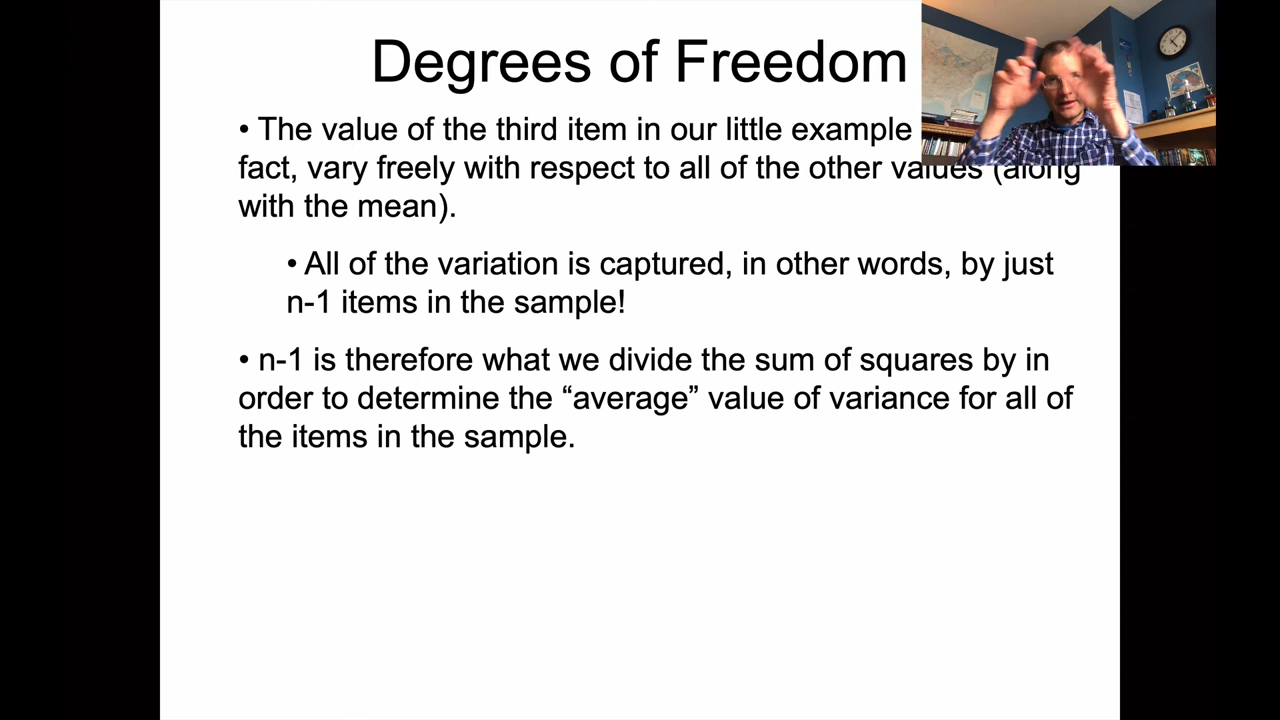 Degrees of Freedom
• The value of the third item in our little example
fact, vary freely with respect to all of the other values (along
with the mean).
• All of the variation is captured, in other words, by just
n-1 items in the sample!
• n-1 is therefore what we divide the sum of squares by in
order to determine the “average” value of variance for all of
the items in the sample.